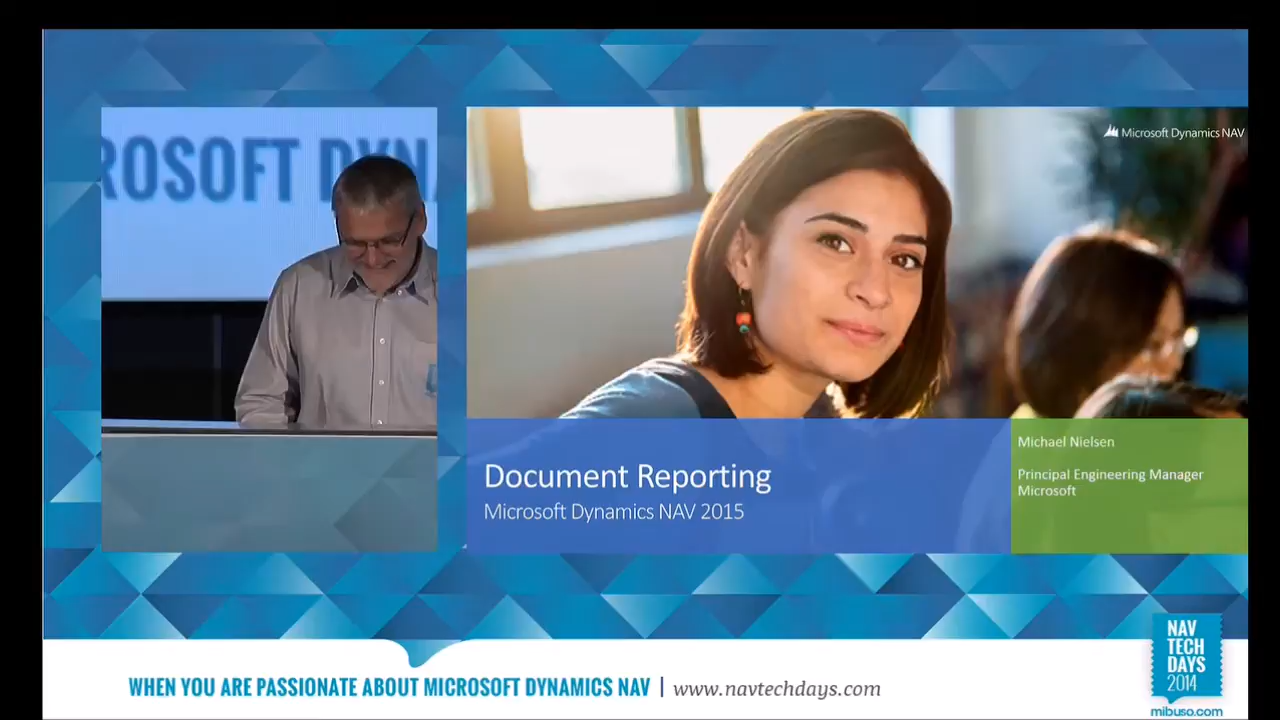 ROSOFT DYNA
Microsoft Dynamics NAV
Document Reporting
Microsoft Dynamics NAV 2015
Michael Nielsen
Principal Engineering Manager
Microsoft
WHEN YOU ARE PASSIONATE ABOUT MICROSOFT DYNAMICS NAV | www.navtechdays.com
NAV
TECH
DAYS
2014
mibuso.com